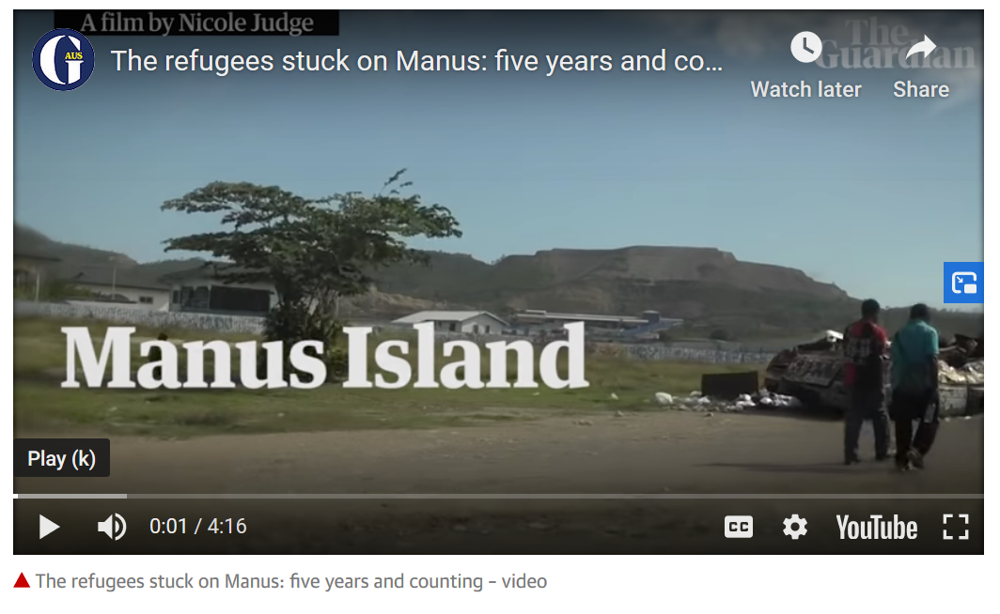 A film by Nicole Judge
The Guardian
G AUS
The refugees stuck on Manus: five years and co...
Watch later
Share
Manus Island
Play (k)
0:01 / 4:16
CC
YouTube
The refugees stuck on Manus: five years and counting – video